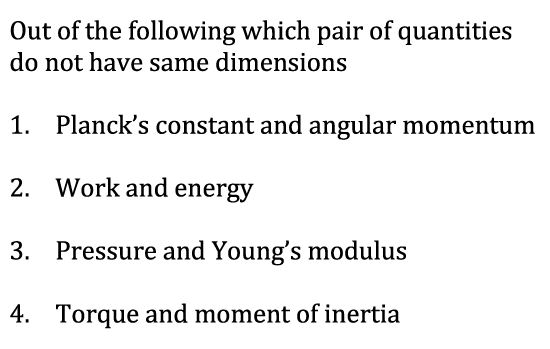 Out of the following which pair of quantities
do not have same dimensions
1. Planck’s constant and angular momentum
2. Work and energy
3. Pressure and Young’s modulus
4. Torque and moment of inertia